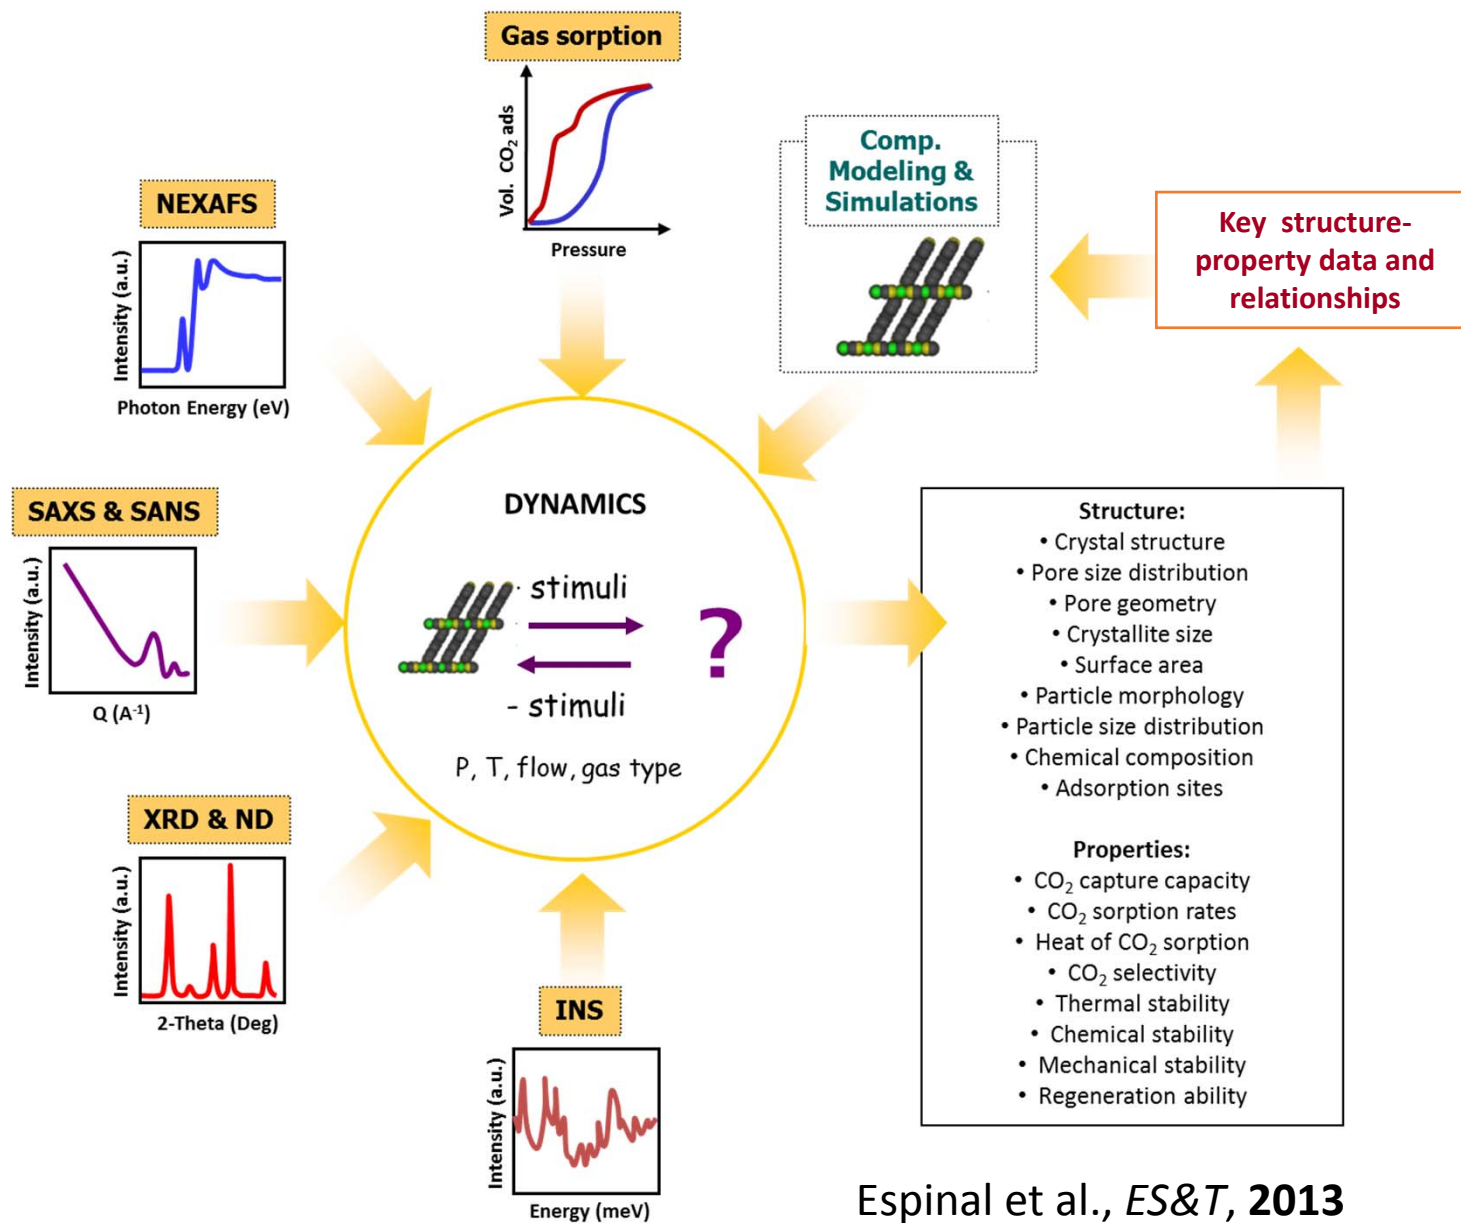 Gas sorption
Vol. CO₂ ads
Pressure
Comp.
Modeling &
Simulations
Key structure-
property data and
relationships
NEXAFS
Intensity (a.u.)
Photon Energy (eV)
SAXS & SANS
Intensity (a.u.)
Q (A⁻¹)
XRD & ND
Intensity (a.u.)
2-Theta (Deg)
INS
Intensity (a.u.)
Energy (meV)
DYNAMICS
stimuli
?
- stimuli
P, T, flow, gas type
Structure:
• Crystal structure
• Pore size distribution
• Pore geometry
• Crystallite size
• Surface area
• Particle morphology
• Particle size distribution
• Chemical composition
• Adsorption sites
Properties:
• CO₂ capture capacity
• CO₂ sorption rates
• Heat of CO₂ sorption
• CO₂ selectivity
• Thermal stability
• Chemical stability
• Mechanical stability
• Regeneration ability
Espinal et al., ES&T, 2013